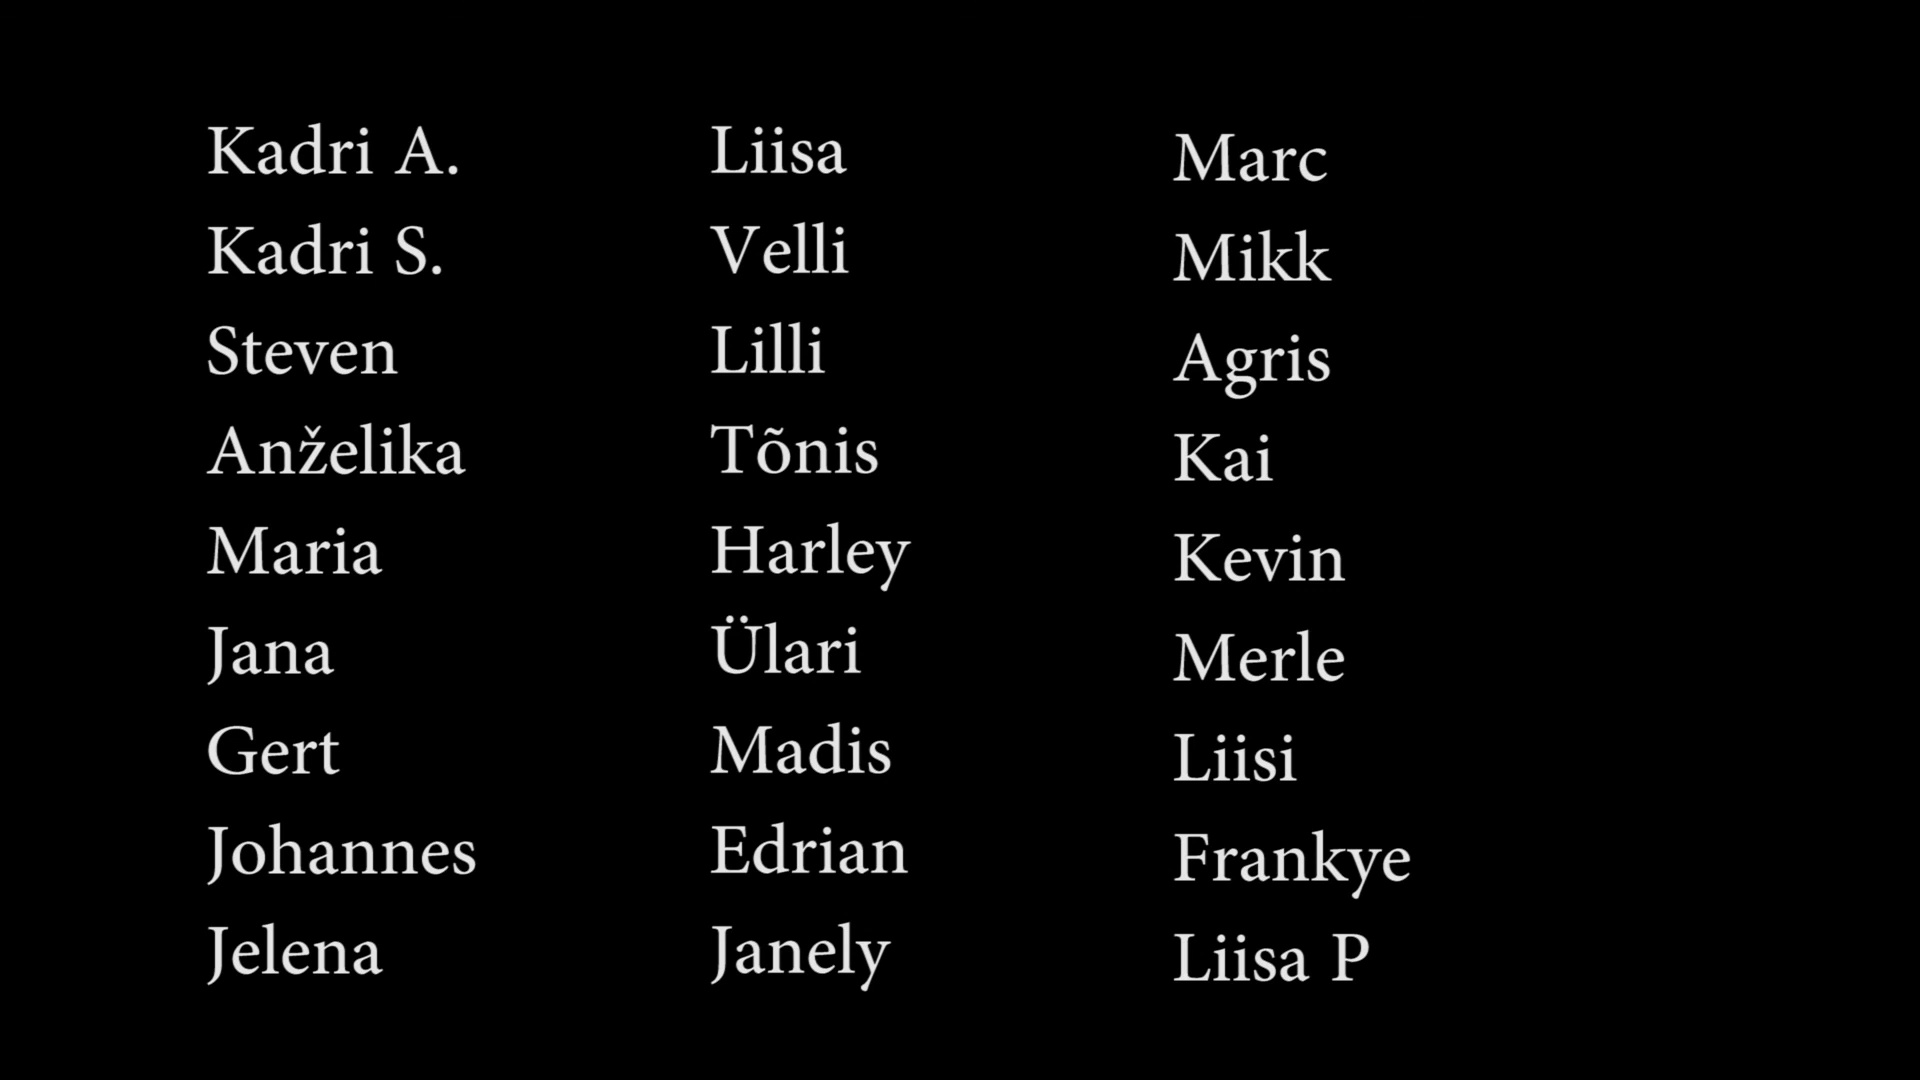 Kadri A.
Kadri S.
Steven
Anželika
Maria
Jana
Gert
Johannes
Jelena
Liisa
Velli
Lilli
Tõnis
Harley
Ülari
Madis
Edrian
Janely
Marc
Mikk
Agris
Kai
Kevin
Merle
Liisi
Frankye
Liisa P